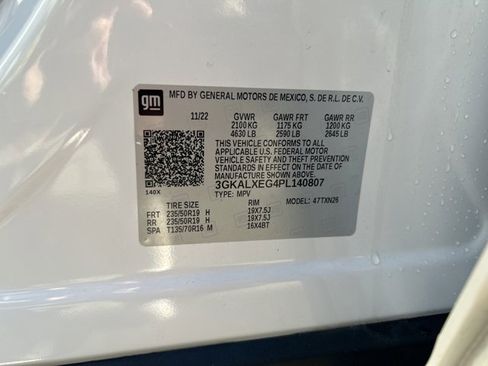 gm
MFD BY GENERAL MOTORS DE MEXICO, S. DE R.L. DE C.V.
11/22 GVWR GAWR FRT GAWR RR
2100 KG 1175 KG 1200 KG
4630 LB 2590 LB 2645 LB
THIS VEHICLE CONFORMS TO ALL
APPLICABLE U.S. FEDERAL MOTOR
VEHICLE SAFETY AND THEFT PREVENTION
STANDARDS IN EFFECT ON THE DATE OF
MANUFACTURE SHOWN ABOVE.
140X 3GKALXEG4PL140807
TYPE: MPV MODEL: 47TXN26
TIRE SIZE RIM
FRT 235/50R19 H 19X7.5J
RR 235/50R19 H 19X7.5J
SPA T135/70R16 M 16X4BT